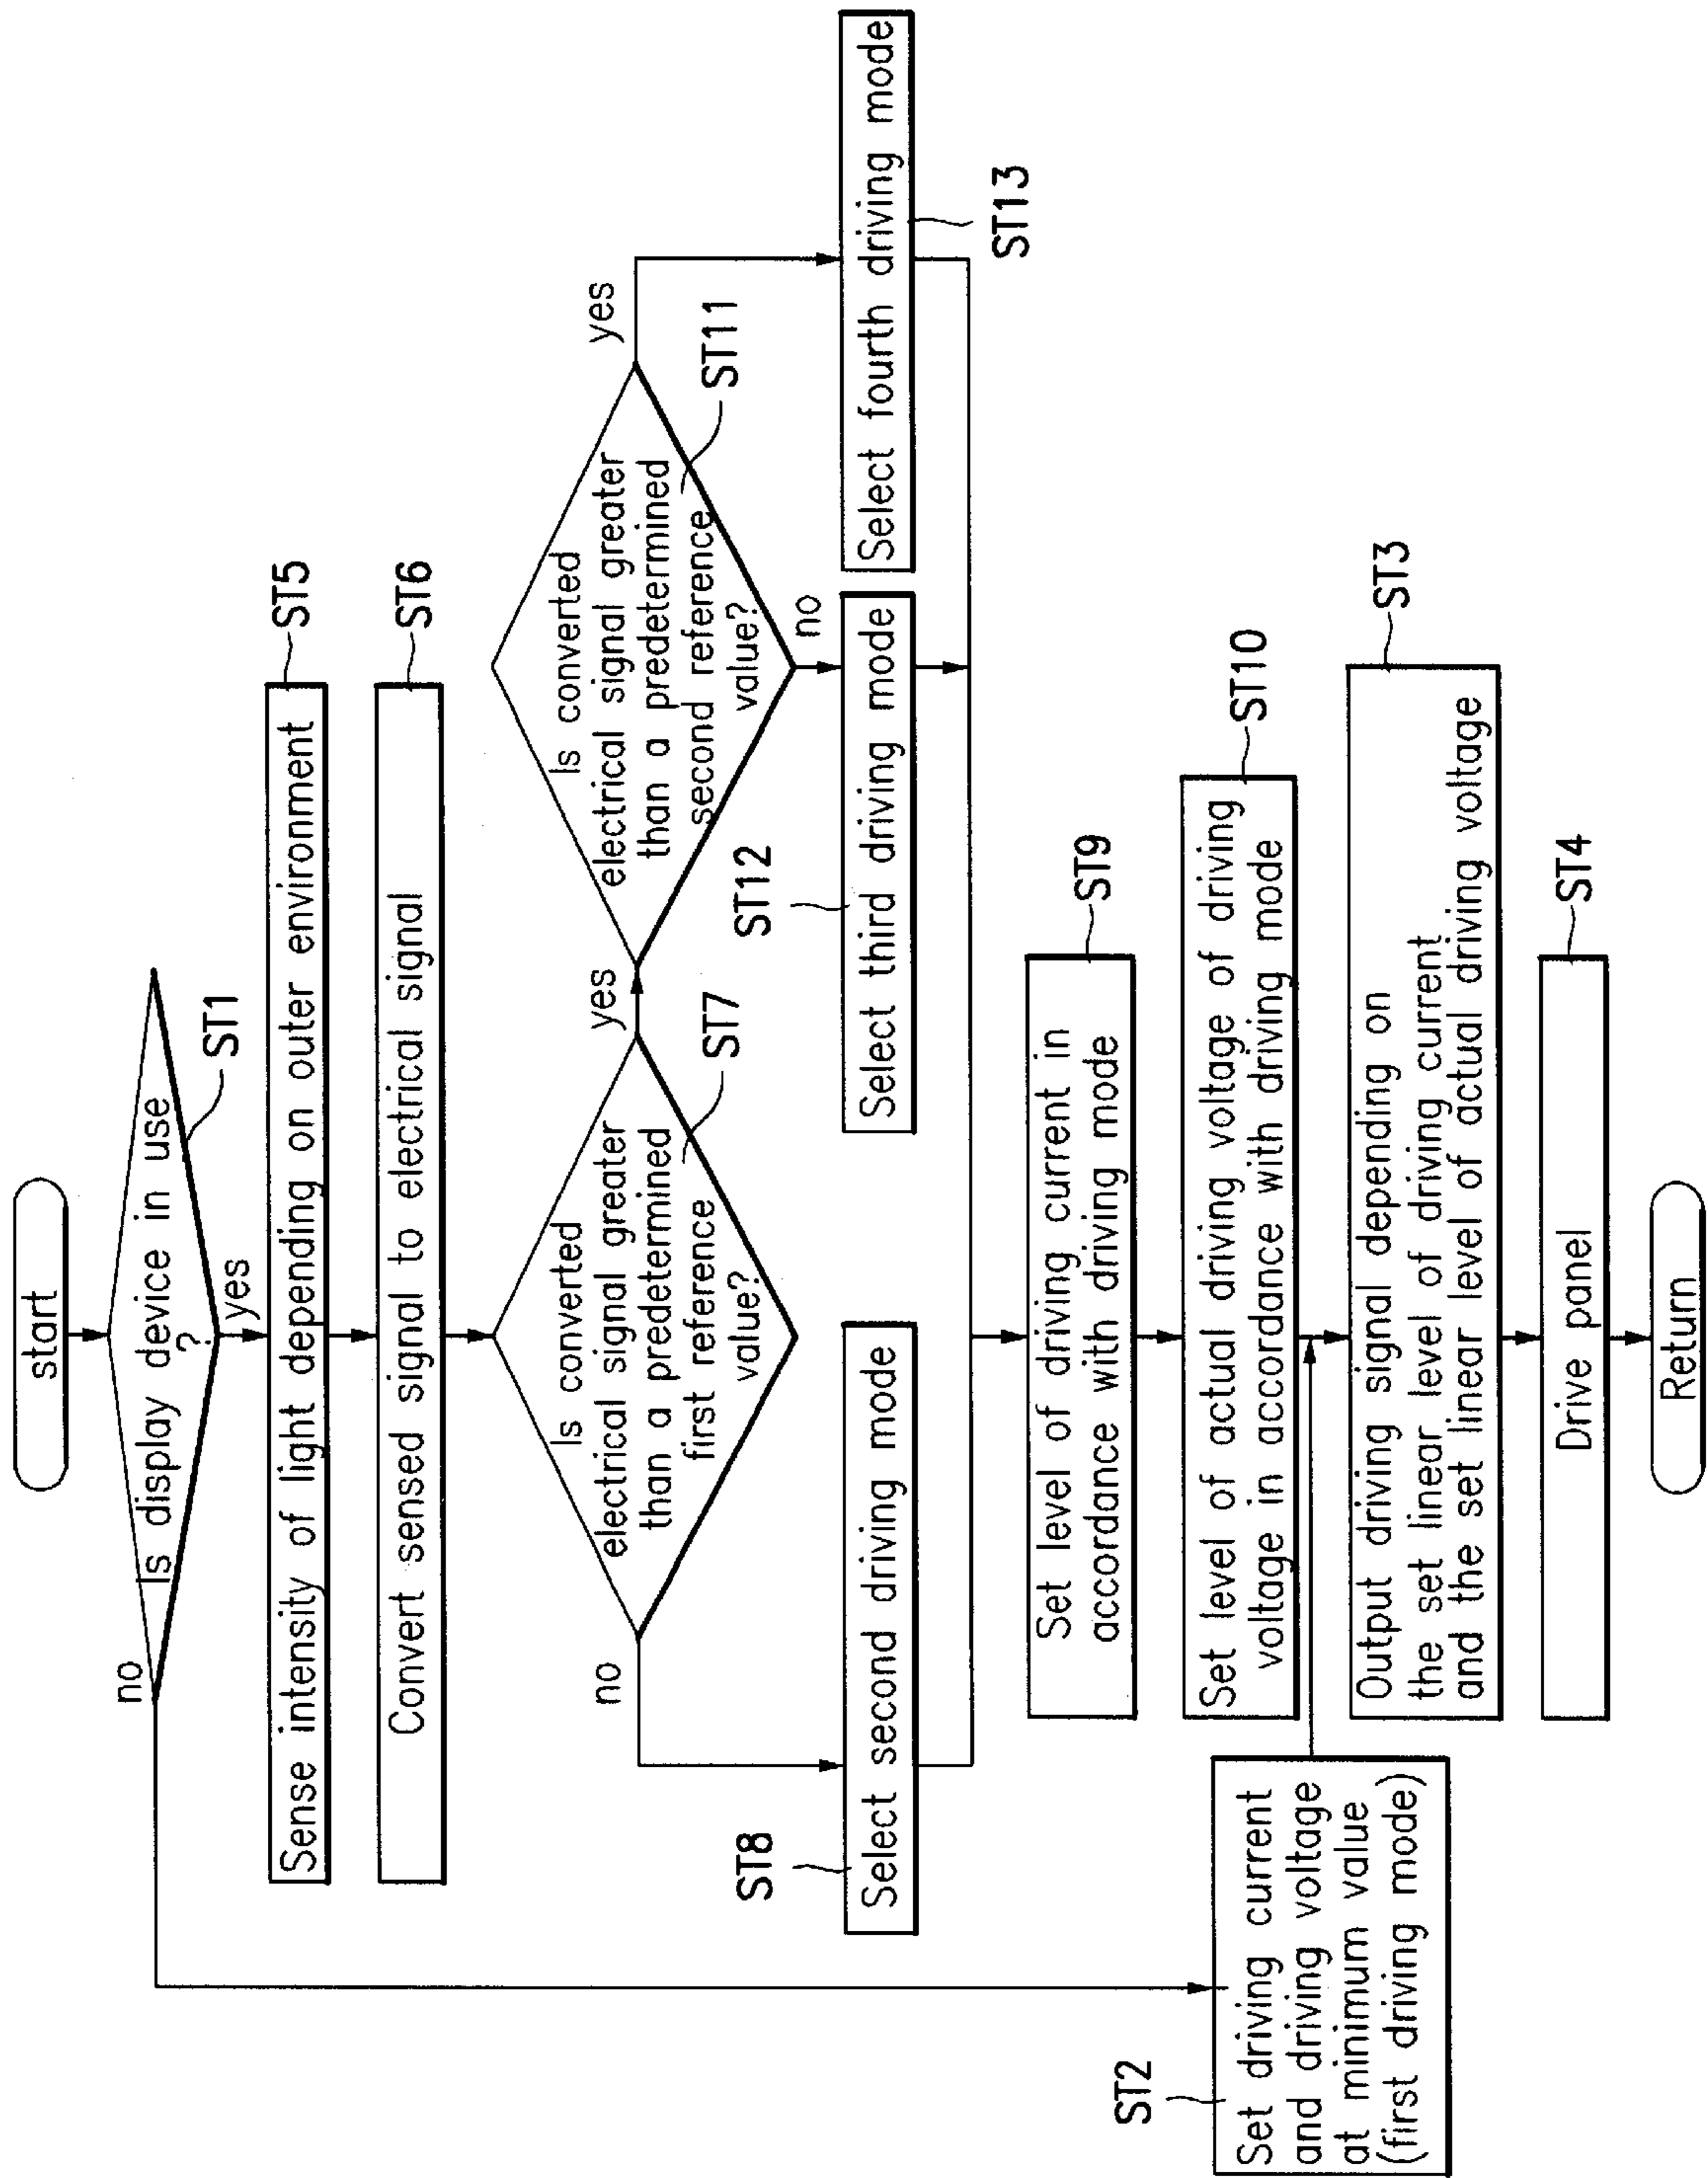 start
Is display device in use
?
ST1
no
yes
Sense intensity of light depending on outer environment
ST5
Convert sensed signal to electrical signal
ST6
Is converted
electrical signal greater
than a predetermined
first reference
value?
ST7
no
yes
Is converted
electrical signal greater
than a predetermined
second reference
value?
ST11
yes
no
ST8
Select second driving mode
ST12
Select third driving mode
Select fourth driving mode
ST13
Set level of driving current in
accordance with driving mode
ST9
Set level of actual driving voltage of driving
voltage in accordance with driving mode
ST10
ST2
Set driving current
and driving voltage
at minimum value
(first driving mode)
Output driving signal depending on
the set linear level of driving current
and the set linear level of actual driving voltage
ST3
Drive panel
ST4
Return